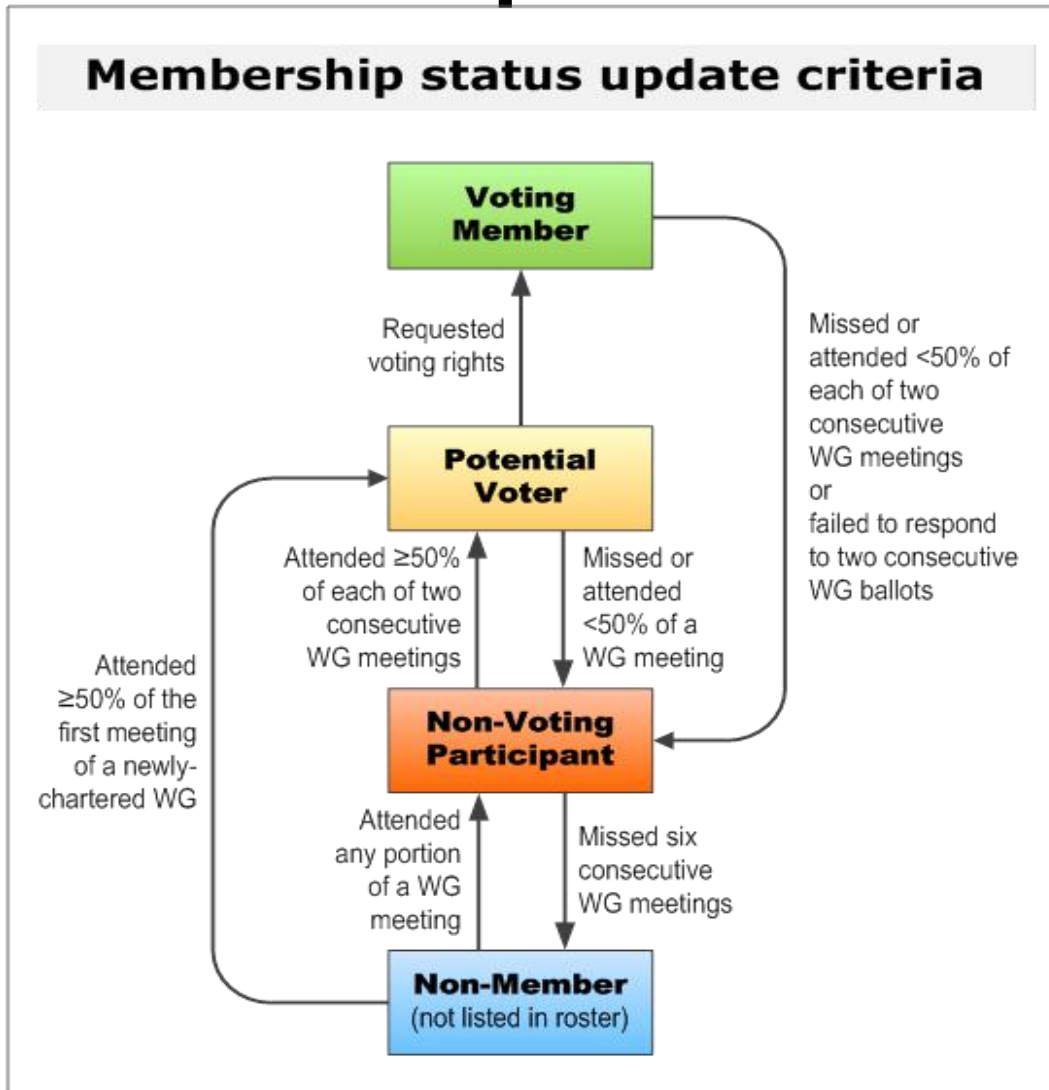 Membership status update criteria
Voting
Member
Requested
voting rights
Missed or
attended <50% of
each of two
consecutive
WG meetings
or
failed to respond
to two consecutive
WG ballots
Potential
Voter
Attended ≥50%
of each of two
consecutive
WG meetings
Missed or
attended
<50% of a
WG meeting
Attended
≥50% of the
first meeting
of a newly-
chartered WG
Non-Voting
Participant
Attended
any portion
of a WG
meeting
Missed six
consecutive
WG meetings
Non-Member
(not listed in roster)